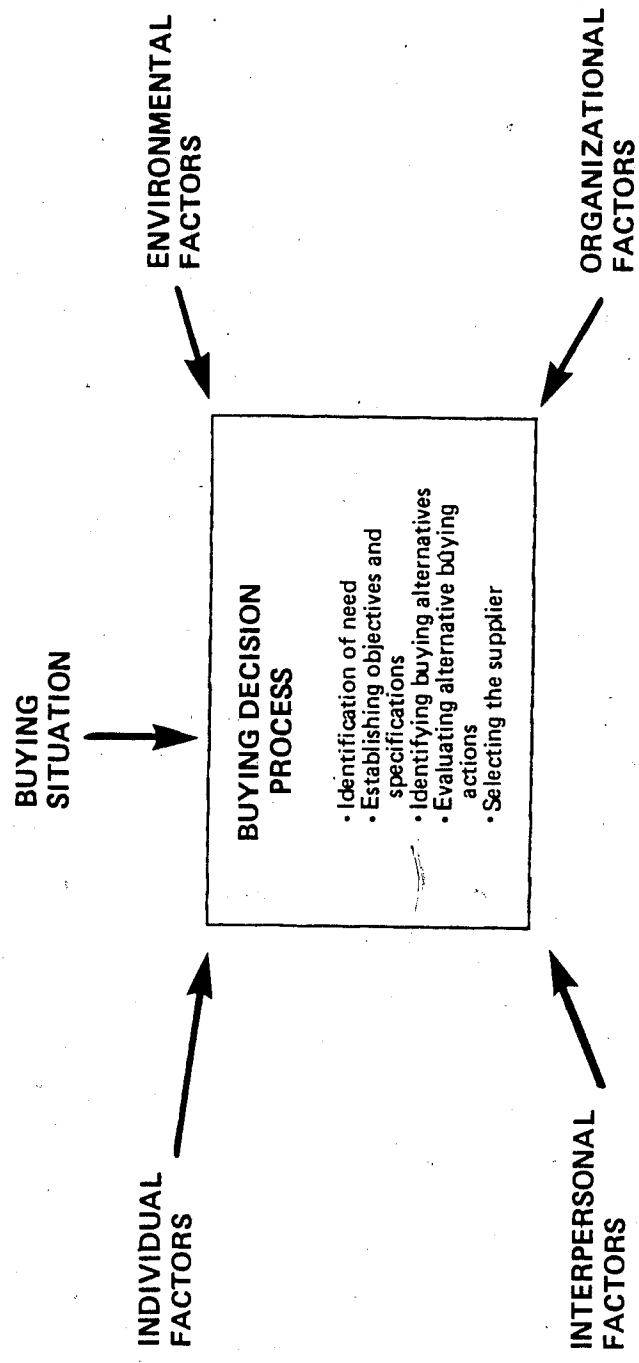 BUYING
SITUATION
INDIVIDUAL
FACTORS
ENVIRONMENTAL
FACTORS
BUYING DECISION
PROCESS
• Identification of need
• Establishing objectives and
specifications
• Identifying buying alternatives
• Evaluating alternative buying
actions
• Selecting the supplier
INTERPERSONAL
FACTORS
ORGANIZATIONAL
FACTORS